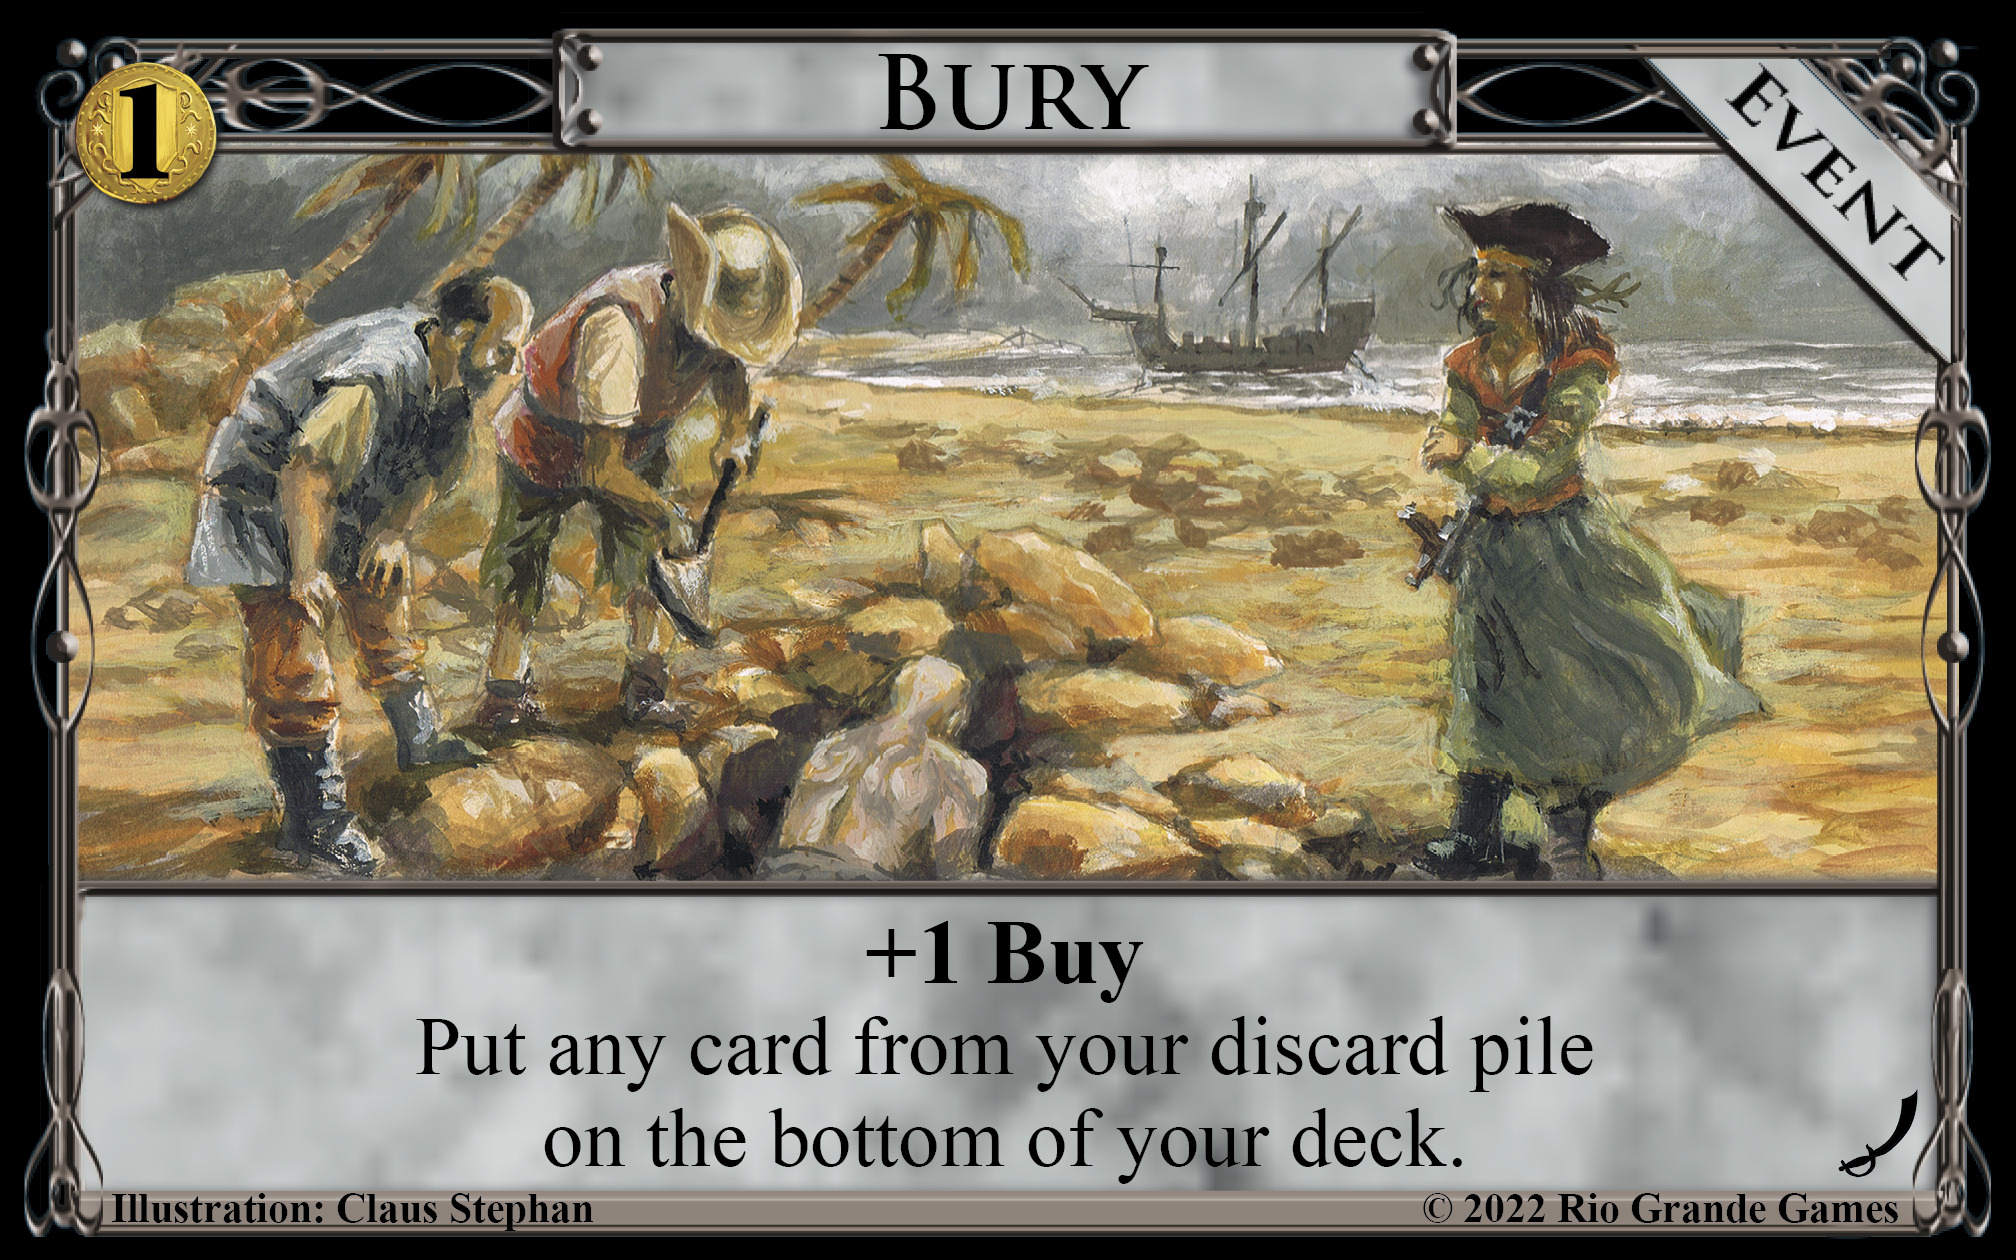 1
BURY
EVENT
+1 Buy
Put any card from your discard pile
on the bottom of your deck.
Illustration: Claus Stephan
© 2022 Rio Grande Games